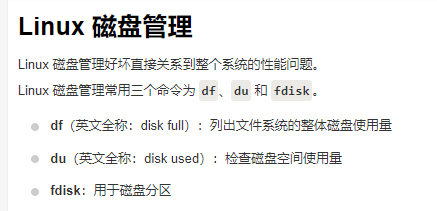 Linux 磁盘管理
Linux 磁盘管理好坏直接关系到整个系统的性能问题。
Linux 磁盘管理常用三个命令为 df、du 和 fdisk。
df（英文全称：disk full）：列出文件系统的整体磁盘使用量
du（英文全称：disk used）：检查磁盘空间使用量
fdisk：用于磁盘分区